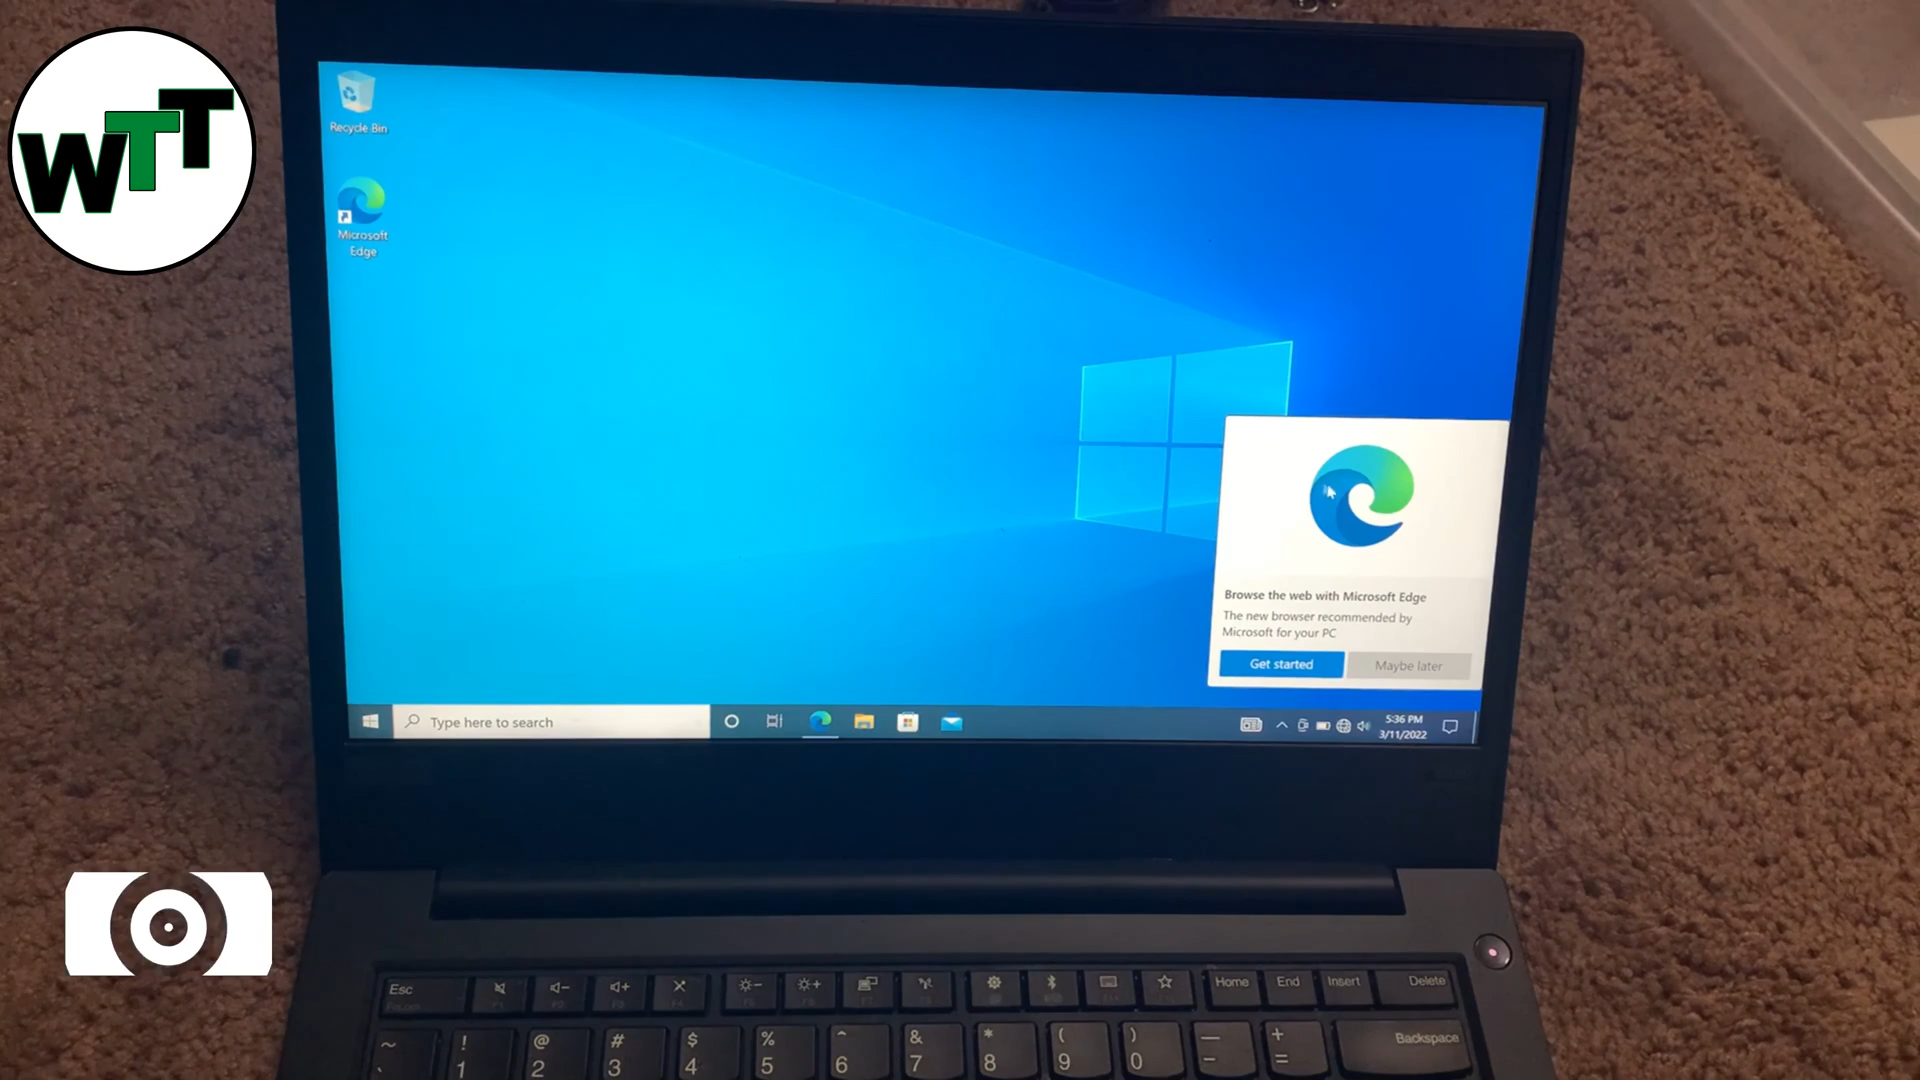 WTT
Recycle Bin
Microsoft
Edge
Browse the web with Microsoft Edge
The new browser recommended by
Microsoft for your PC
Get started
Maybe later
Type here to search
5:36 PM
3/11/2022
Esc
Home
End
Insert
Delete
~ ! @ # $ % ^ & * ( ) — +
` 1 2 3 4 5 6 7 8 9 0 - =
Backspace